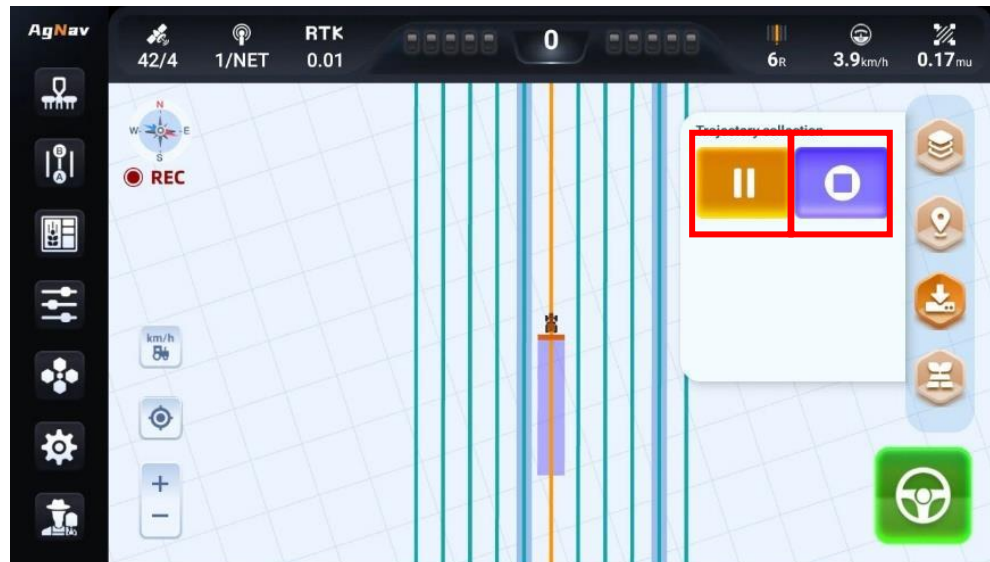 AgNav
42/4
1/NET
RTK
0.01
0
6R
3.9km/h
0.17mu
N
W
E
S
REC
Trajectory collection
B
A
km/h
+
−